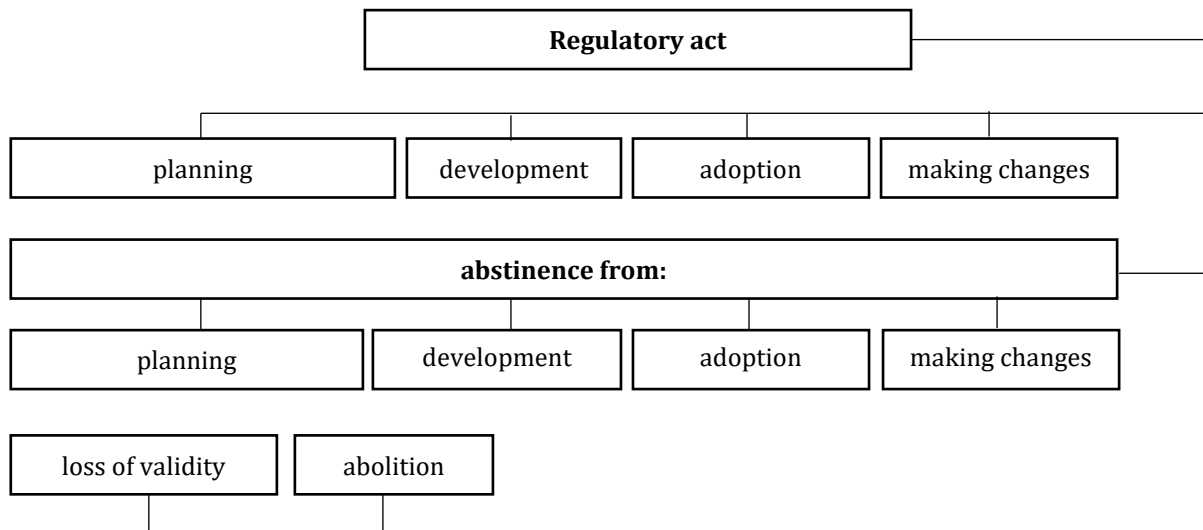 Regulatory act
planning
development
adoption
making changes
abstinence from:
planning
development
adoption
making changes
loss of validity
abolition